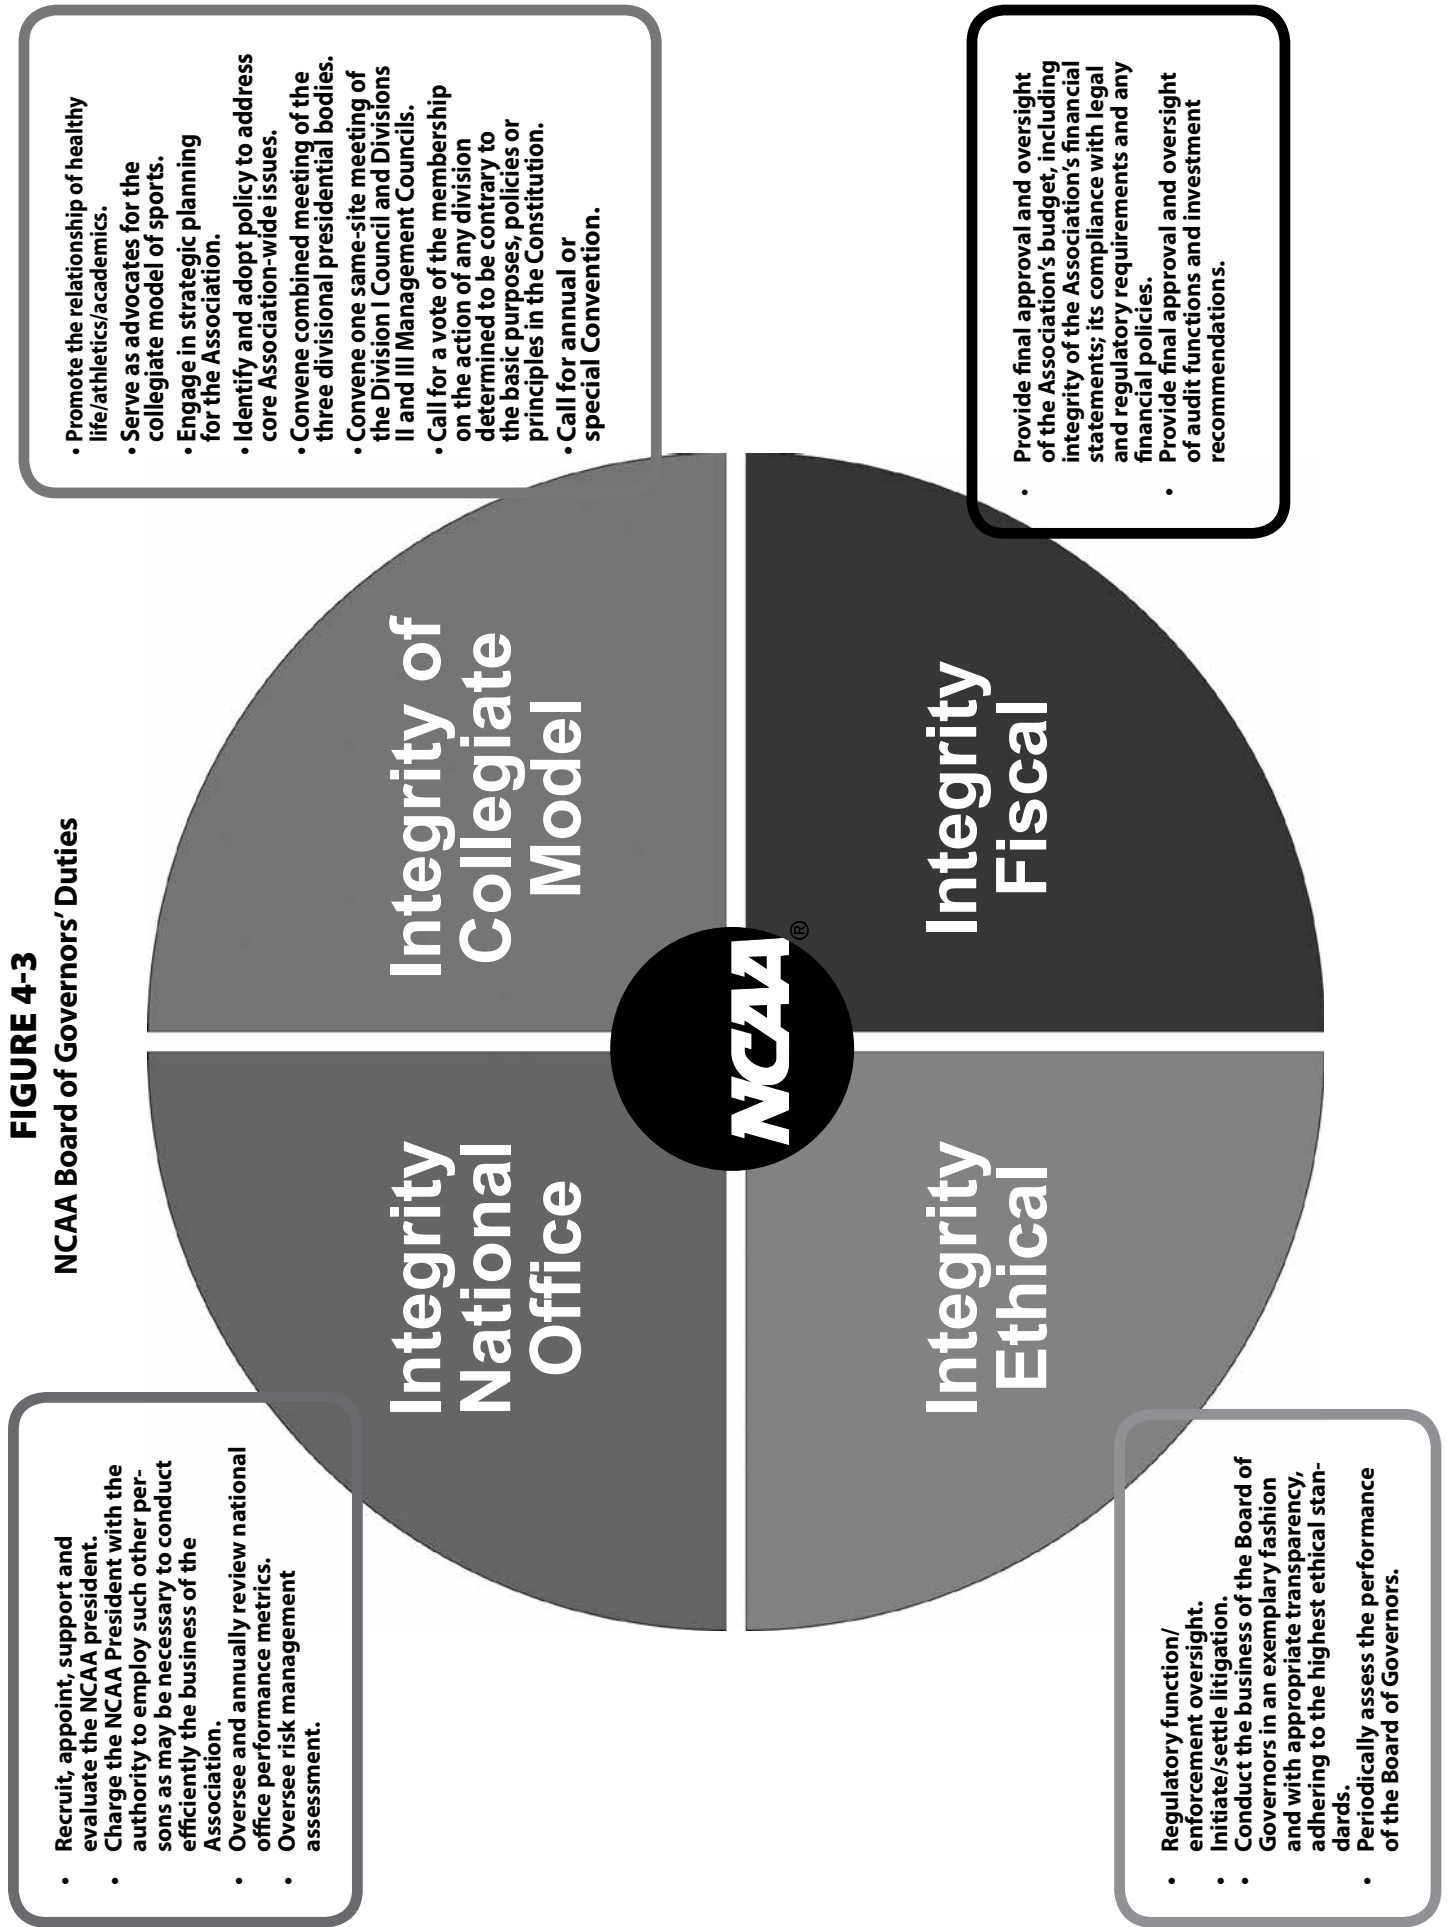 FIGURE 4-3
NCAA Board of Governors’ Duties
• Recruit, appoint, support and
evaluate the NCAA president.
• Charge the NCAA President with the
authority to employ such other per-
sons as may be necessary to conduct
efficiently the business of the
Association.
• Oversee and annually review national
office performance metrics.
• Oversee risk management
assessment.
Integrity
National
Office
Integrity of
Collegiate
Model
• Promote the relationship of healthy
life/athletics/academics.
• Serve as advocates for the
collegiate model of sports.
• Engage in strategic planning
for the Association.
• Identify and adopt policy to address
core Association-wide issues.
• Convene combined meeting of the
three divisional presidential bodies.
• Convene one same-site meeting of
the Division I Council and Divisions
II and III Management Councils.
• Call for a vote of the membership
on the action of any division
determined to be contrary to
the basic purposes, policies or
principles in the Constitution.
• Call for annual or
special Convention.
NCAA®
• Regulatory function/
enforcement oversight.
• Initiate/settle litigation.
• Conduct the business of the Board of
Governors in an exemplary fashion
and with appropriate transparency,
adhering to the highest ethical stan-
dards.
• Periodically assess the performance
of the Board of Governors.
Integrity
Ethical
Integrity
Fiscal
• Provide final approval and oversight
of the Association’s budget, including
integrity of the Association’s financial
statements; its compliance with legal
and regulatory requirements and any
financial policies.
• Provide final approval and oversight
of audit functions and investment
recommendations.